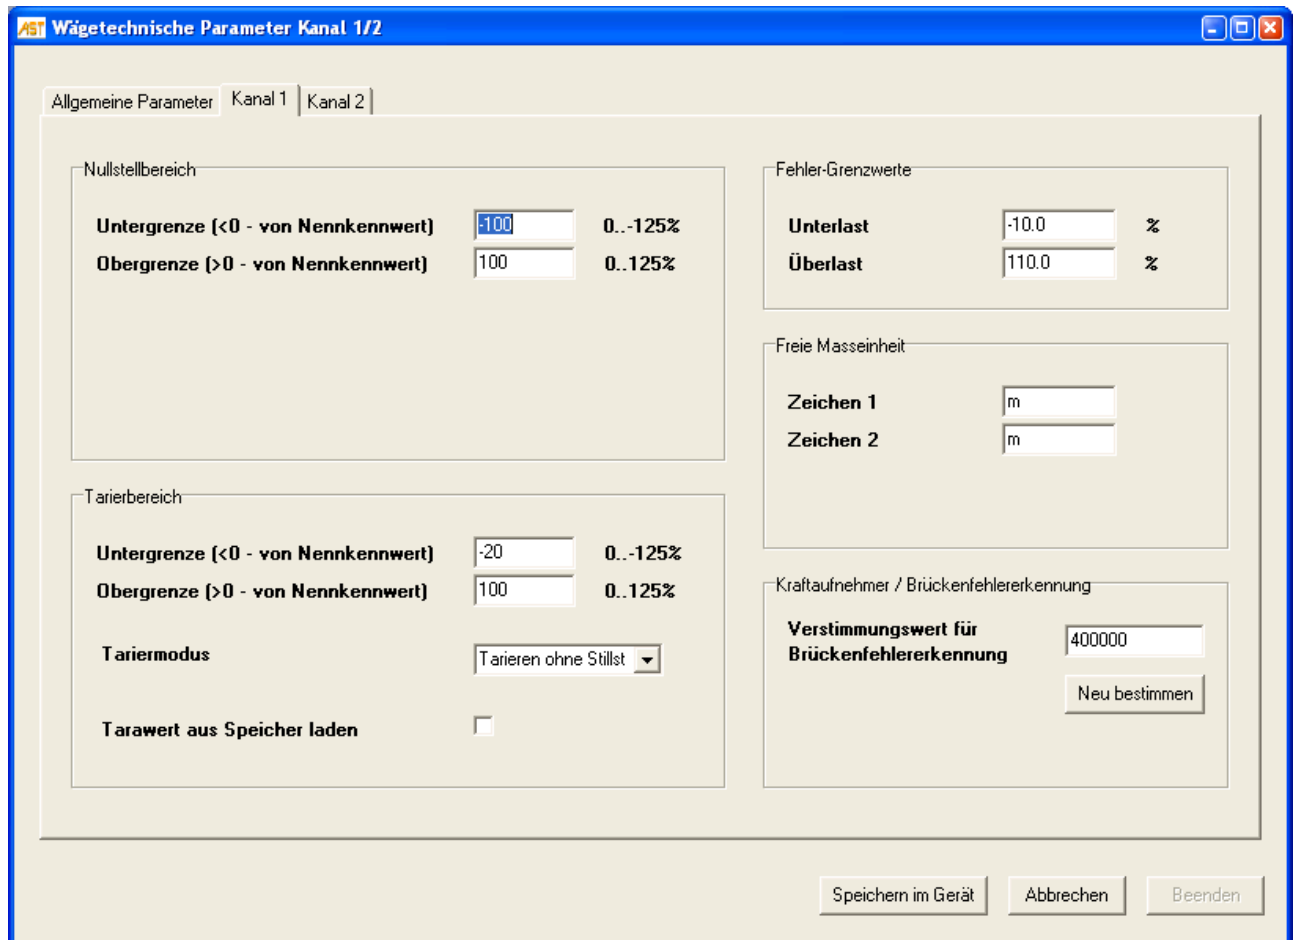 AST Wägetechnische Parameter Kanal 1/2
Allgemeine Parameter Kanal 1 Kanal 2
Nullstellbereich
Untergrenze (<0 - von Nennkennwert) -100 0..-125%
Obergrenze (>0 - von Nennkennwert) 100 0..125%
Tarierbereich
Untergrenze (<0 - von Nennkennwert) -20 0..-125%
Obergrenze (>0 - von Nennkennwert) 100 0..125%
Tariermodus Tarieren ohne Stillst
Tarawert aus Speicher laden
Fehler-Grenzwerte
Unterlast -10.0 %
Überlast 110.0 %
Freie Masseinheit
Zeichen 1 m
Zeichen 2 m
Kraftaufnehmer / Brückenfehlererkennung
Verstimmungswert für
Brückenfehlererkennung 400000
Neu bestimmen
Speichern im Gerät Abbrechen Beenden